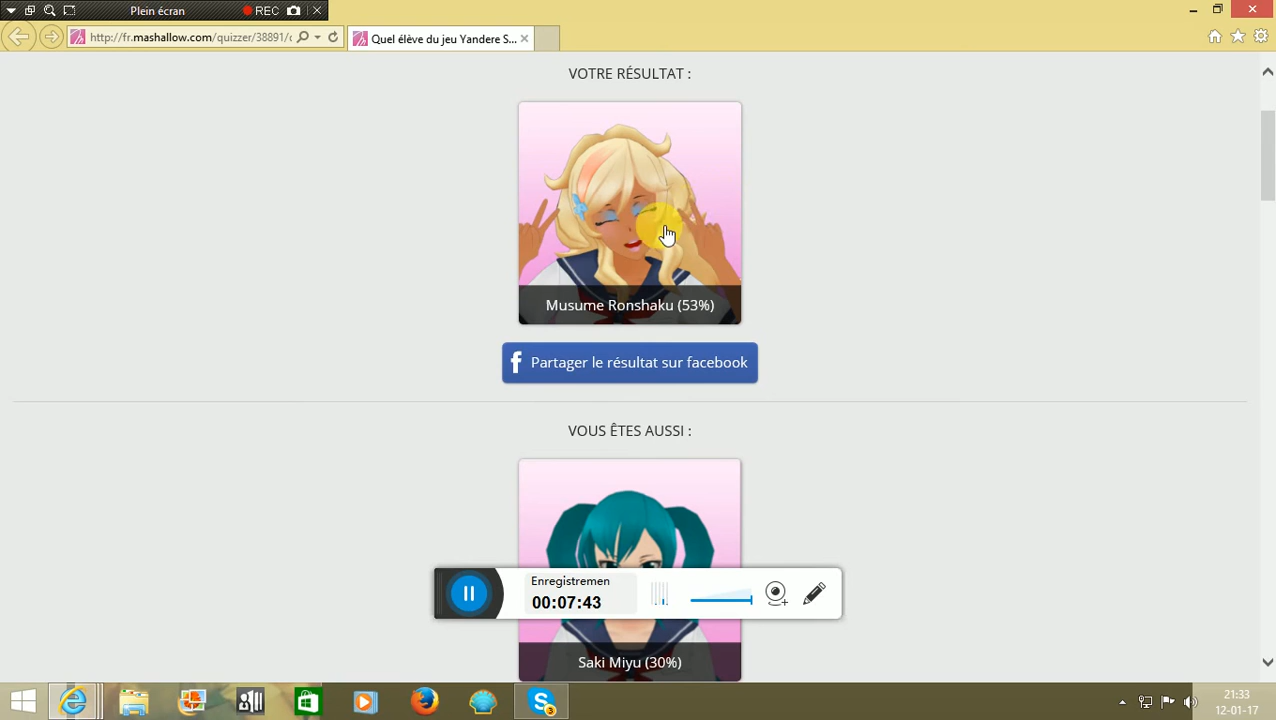 Plein écran
REC
http://fr.mashallow.com/quizzer/38891/
Quel élève du jeu Yandere S...
VOTRE RÉSULTAT :
Musume Ronshaku (53%)
f Partager le résultat sur facebook
VOUS ÊTES AUSSI :
Enregistremen
00:07:43
Saki Miyu (30%)
3
21:33
12-01-17